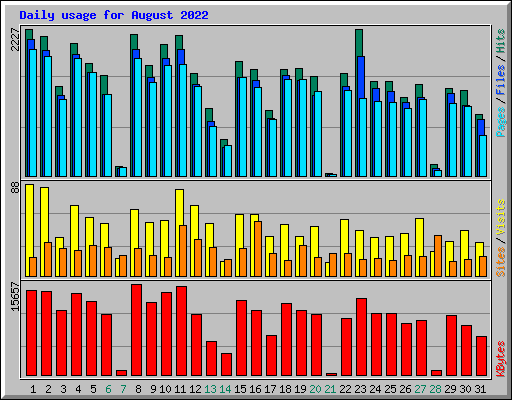 Daily usage for August 2022
2227
Pages / Files / Hits
88
Sites / Visits
15657
KBytes
1 2 3 4 5 6 7 8 9 10 11 12 13 14 15 16 17 18 19 20 21 22 23 24 25 26 27 28 29 30 31